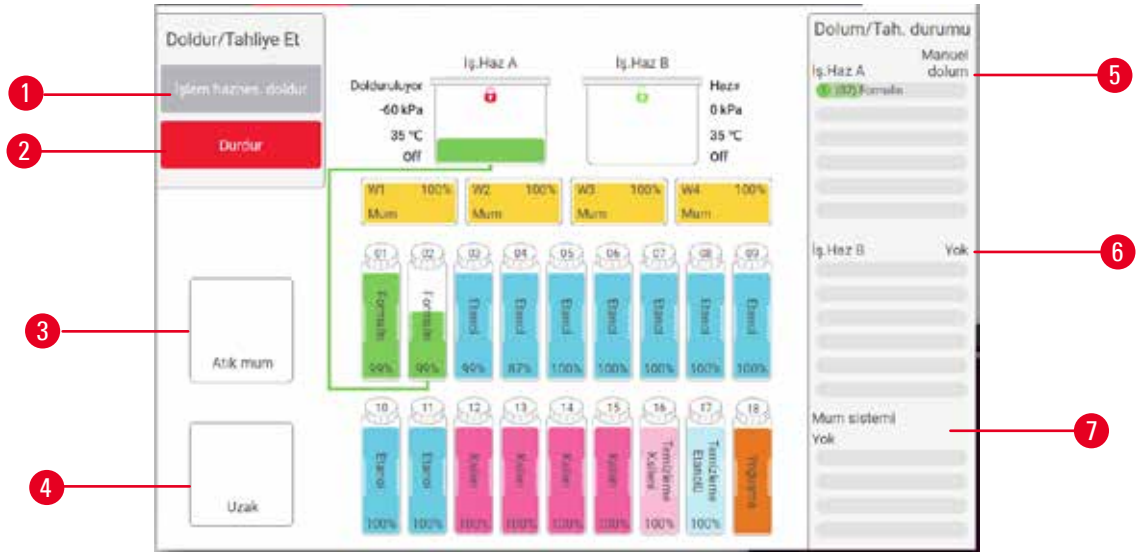 Doldur/Tahliye Et
İşlem haznes. doldur
Durdur
Atık mum
Uzak
İş.Haz A
Dolduruluyor
-60 kPa
35 °C
Off
İş.Haz B
Hazır
0 kPa
35 °C
Off
W1 100% W2 100% W3 100% W4 100%
Mum Mum Mum Mum
01 02 03 04 05 06 07 08 09
Formalin Formalin Etanol Etanol Etanol Etanol Etanol Etanol Etanol
99% 99% 99% 87% 100% 100% 100% 100% 100%
10 11 12 13 14 15 16 17 18
Etanol Etanol Ksilen Ksilen Ksilen Ksilen Temizleme Ksileni Temizleme Etanolü Yoğuşma
100% 100% 100% 100% 100% 100% 100% 100%
Dolum/Tah. durumu
Manuel
İş.Haz A dolum
1 (02) Formalin
İş.Haz B Yok
Mum sistemi
Yok
1
2
3
4
5
6
7